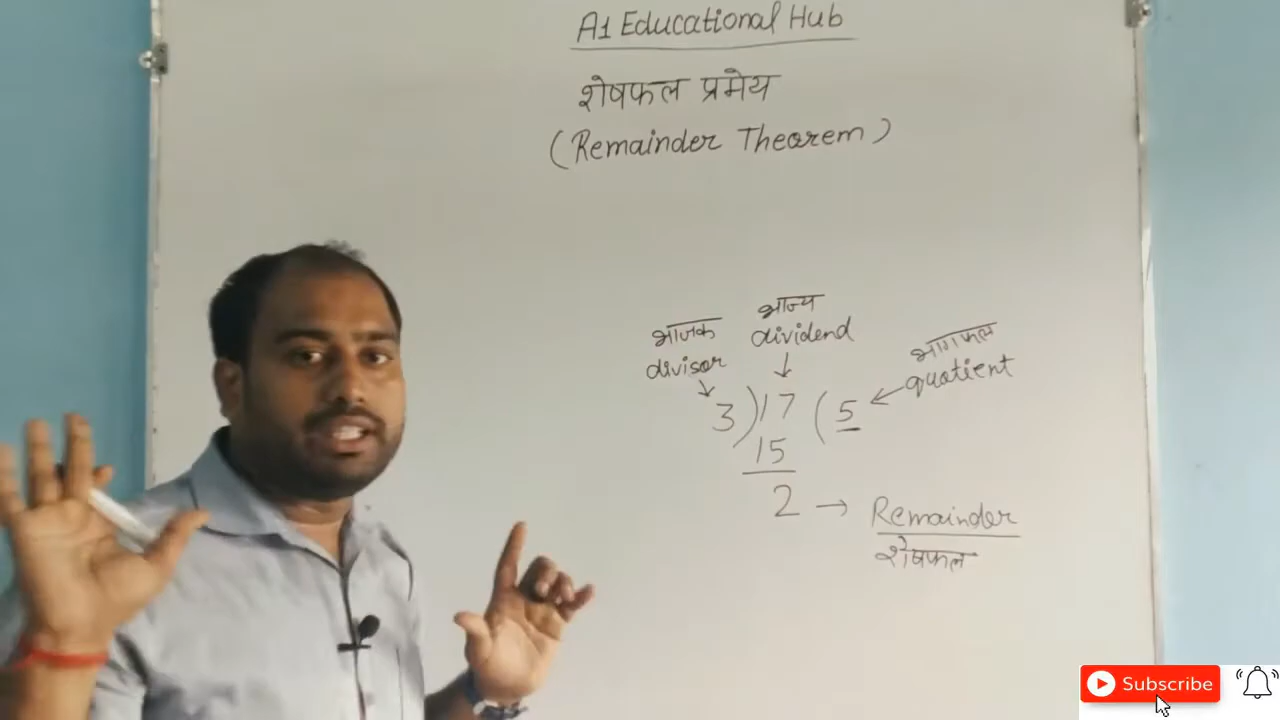 A1 Educational Hub
शेषफल प्रमेय
(Remainder Theorem)
भाजक
divisor
भाज्य
dividend
भागफल
quotient
3)17(5
15
2 → Remainder
शेषफल
Subscribe